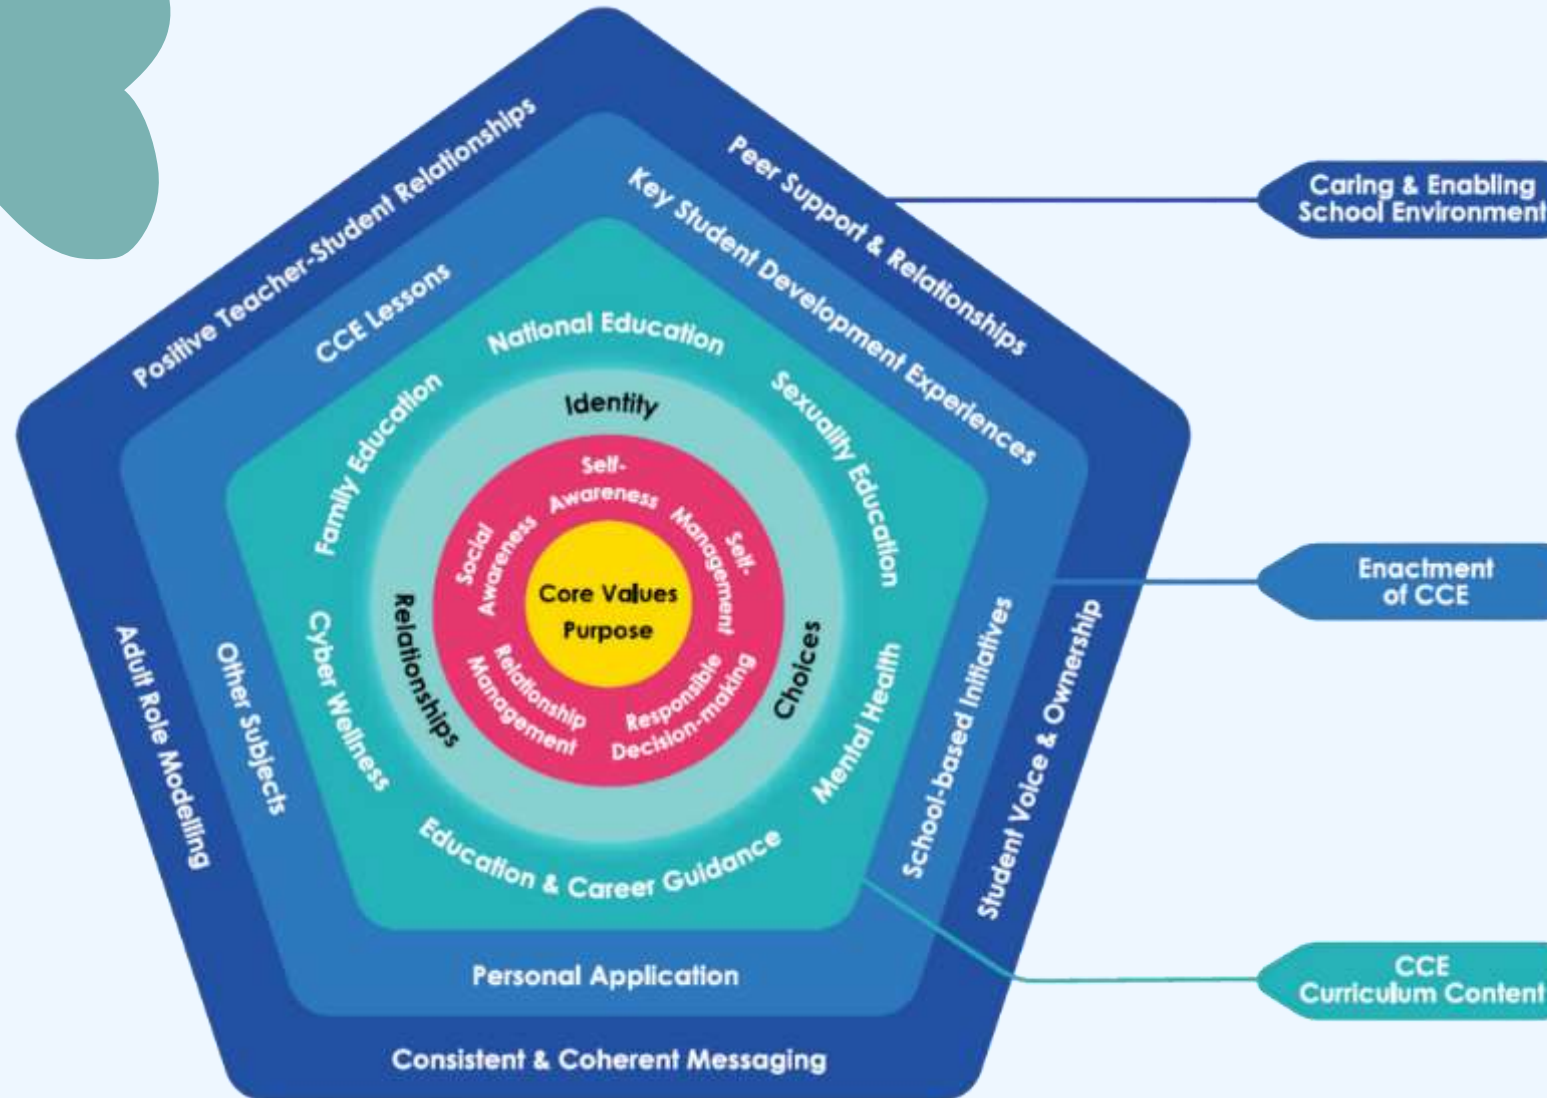 Positive Teacher-Student Relationships
Peer Support & Relationships
Student Voice & Ownership
Consistent & Coherent Messaging
Adult Role Modelling
CCE Lessons
Key Student Development Experiences
School-based Initiatives
Personal Application
Other Subjects
National Education
Sexuality Education
Mental Health
Education & Career Guidance
Cyber Wellness
Family Education
Identity
Choices
Relationships
Self-
Awareness
Self-
Management
Responsible
Decision-making
Relationship
Management
Social
Awareness
Core Values
Purpose
Caring & Enabling
School Environment
Enactment
of CCE
CCE
Curriculum Content